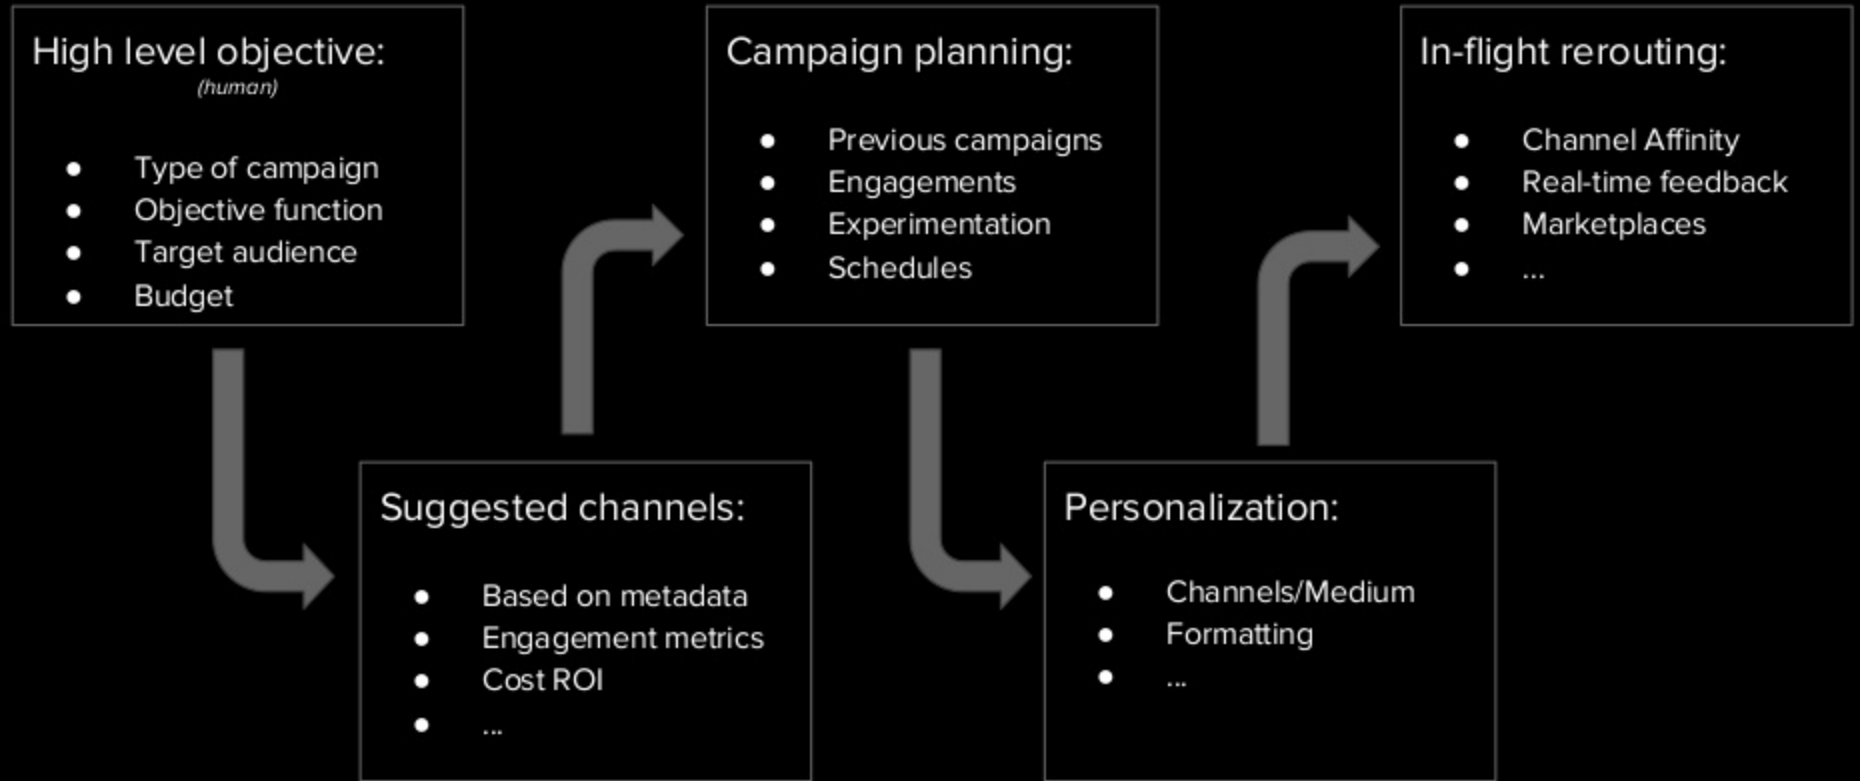 High level objective:
(human)
● Type of campaign
● Objective function
● Target audience
● Budget
Suggested channels:
● Based on metadata
● Engagement metrics
● Cost ROI
● ...
Campaign planning:
● Previous campaigns
● Engagements
● Experimentation
● Schedules
Personalization:
● Channels/Medium
● Formatting
● ...
In-flight rerouting:
● Channel Affinity
● Real-time feedback
● Marketplaces
● ...